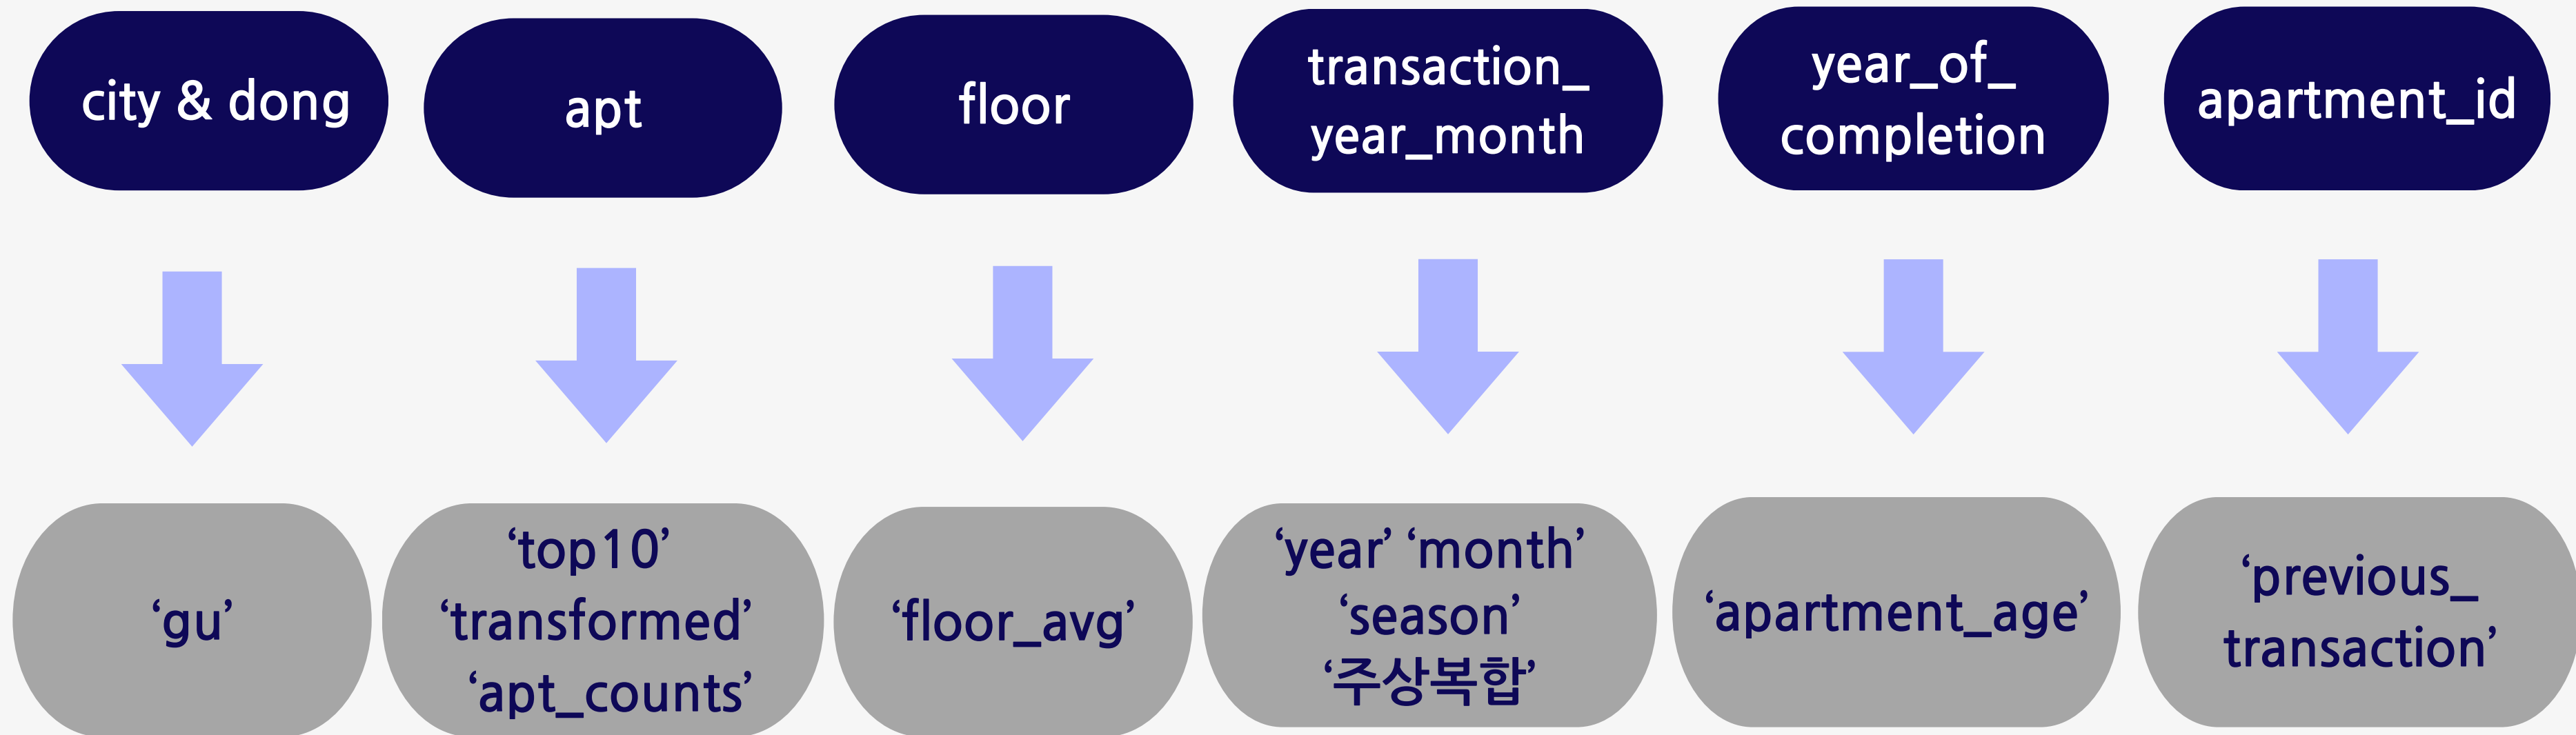 city & dong
apt
floor
transaction_
year_month
year_of_
completion
apartment_id
‘gu’
‘top10’
‘transformed’
‘apt_counts’
‘floor_avg’
‘year’ ‘month’
‘season’
‘주상복합’
‘apartment_age’
‘previous_
transaction’